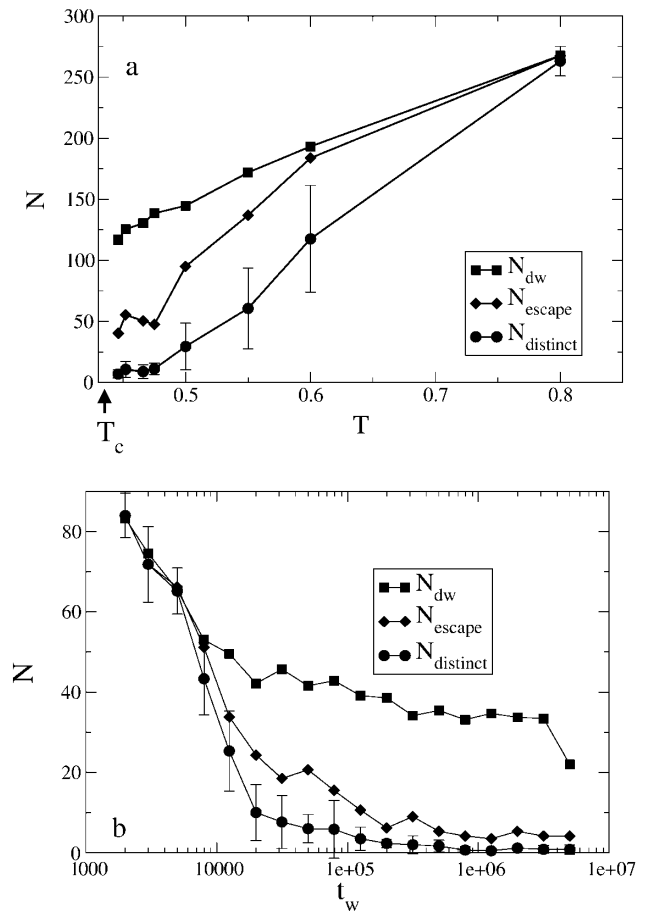 300
250
200
150
100
50
0
N
a
N_dw
N_escape
N_distinct
0.5
0.6
0.7
0.8
T_c
T
80
60
40
20
0
N
b
N_dw
N_escape
N_distinct
1000
10000
1e+05
1e+06
1e+07
t_w